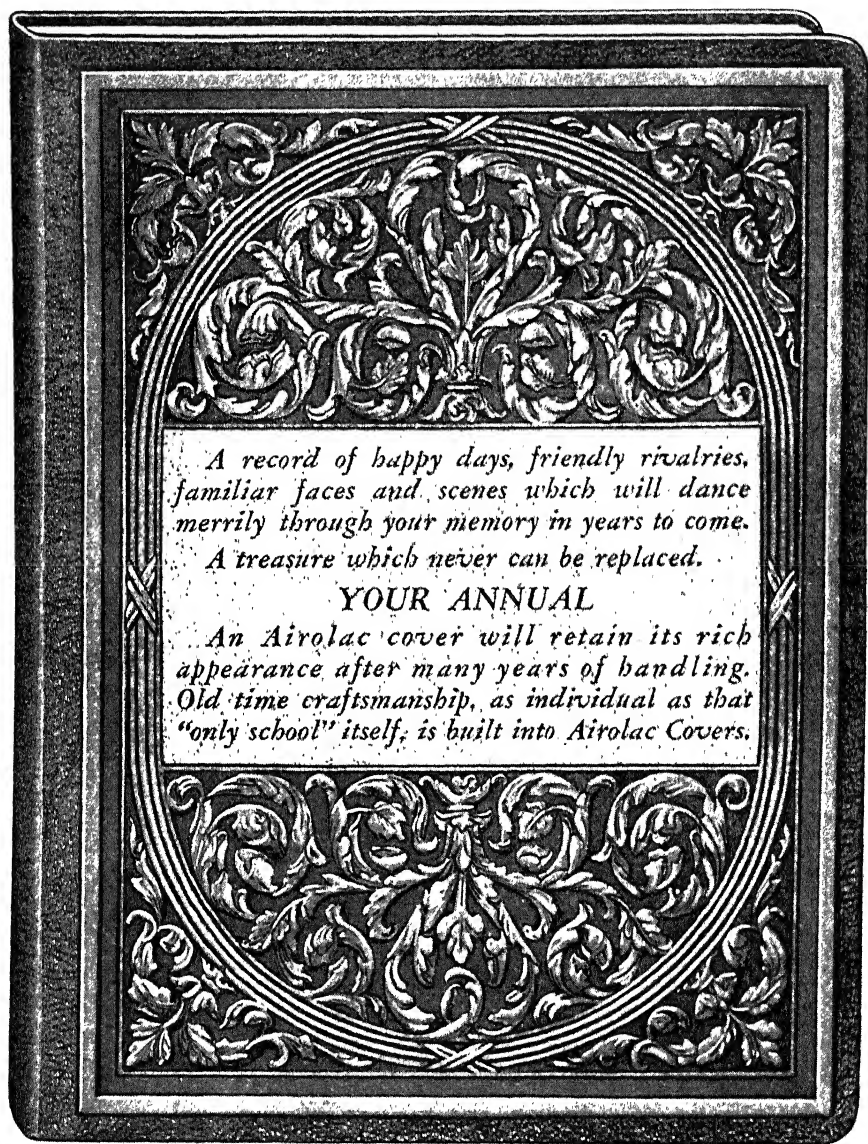 A record of happy days, friendly rivalries,
familiar faces and scenes which will dance
merrily through your memory in years to come.
A treasure which never can be replaced.
YOUR ANNUAL
An Airolac cover will retain its rich
appearance after many years of handling.
Old time craftsmanship, as individual as that
"only school" itself, is built into Airolac Covers.